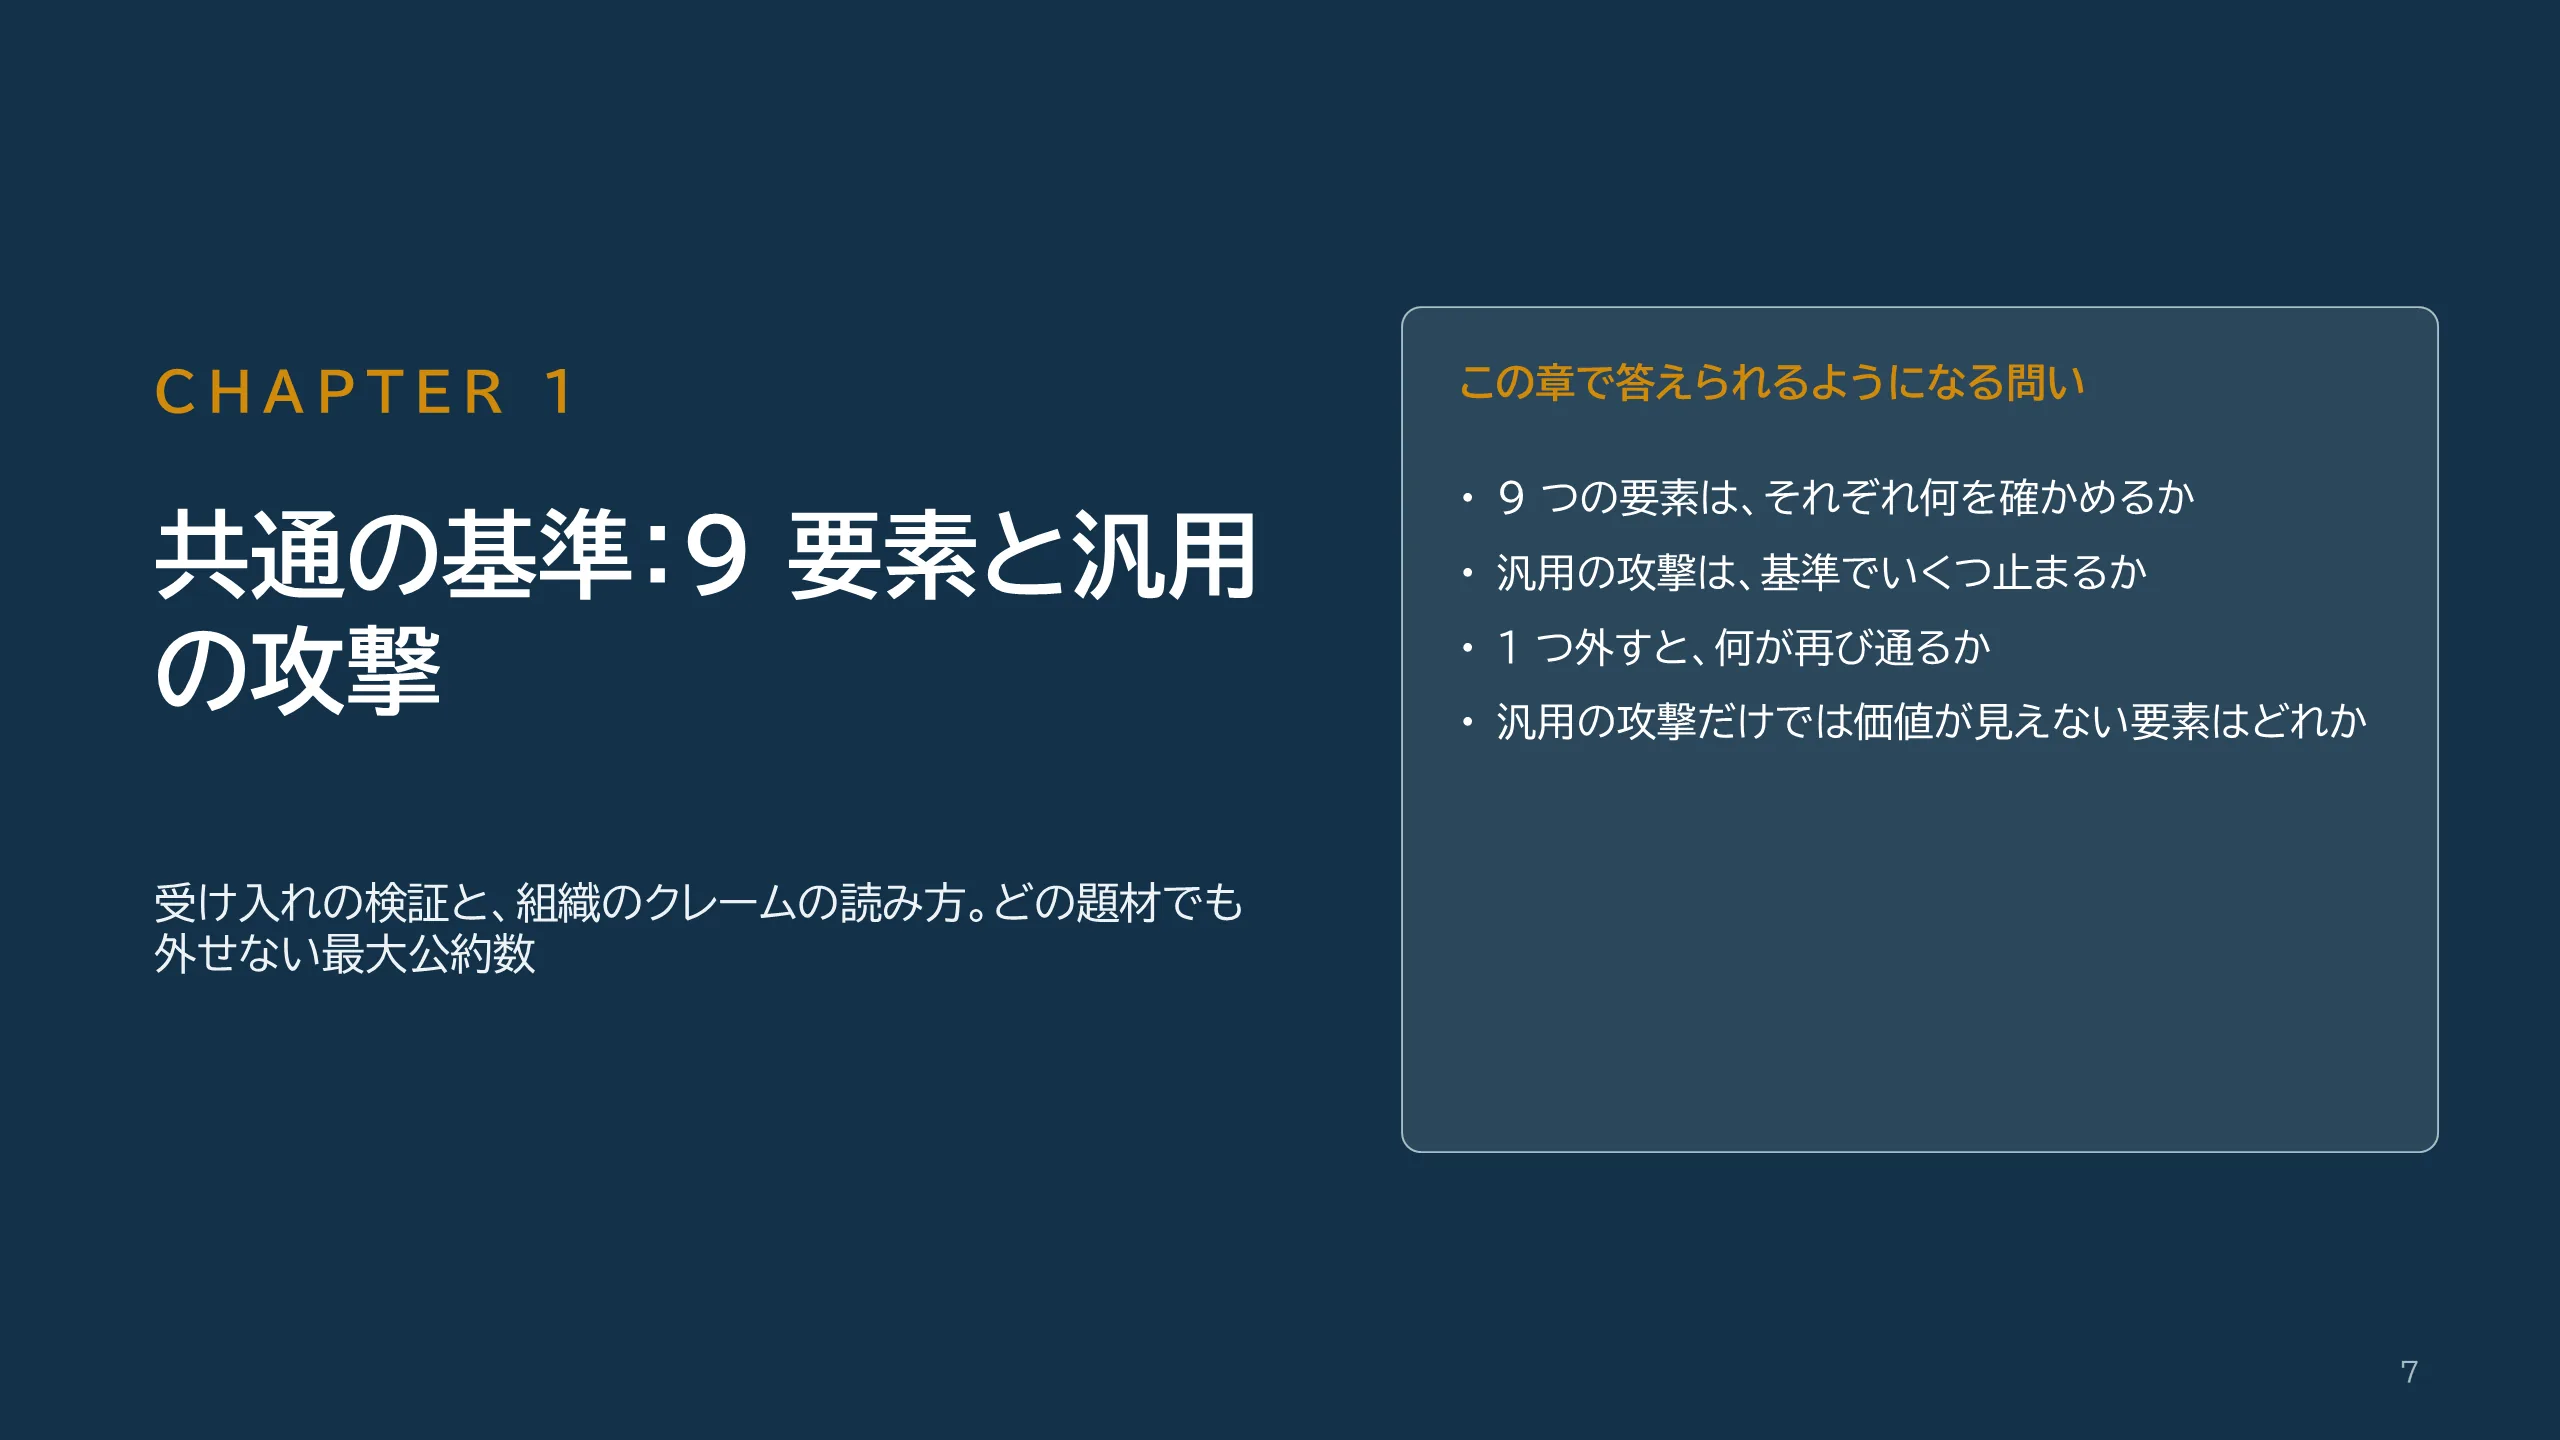 CHAPTER 1
共通の基準：9 要素と汎用
の攻撃
受け入れの検証と、組織のクレームの読み方。どの題材でも
外せない最大公約数
この章で答えられるようになる問い
・ 9 つの要素は、それぞれ何を確かめるか
・ 汎用の攻撃は、基準でいくつ止まるか
・ 1 つ外すと、何が再び通るか
・ 汎用の攻撃だけでは価値が見えない要素はどれか
7